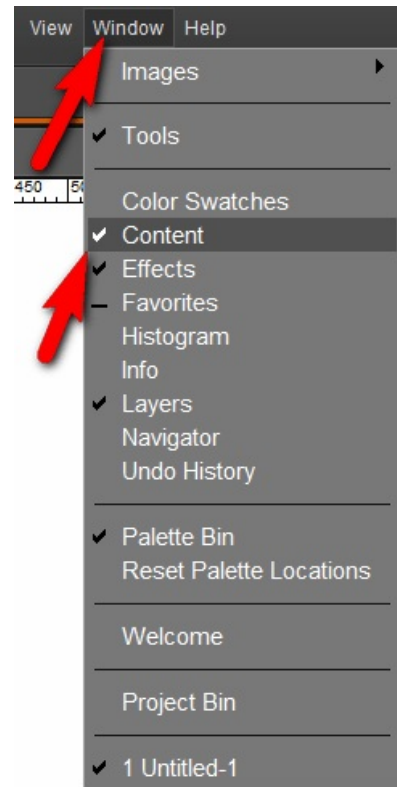 View Window Help
Images
Tools
450 50
Color Swatches
Content
Effects
Favorites
Histogram
Info
Layers
Navigator
Undo History
Palette Bin
Reset Palette Locations
Welcome
Project Bin
1 Untitled-1